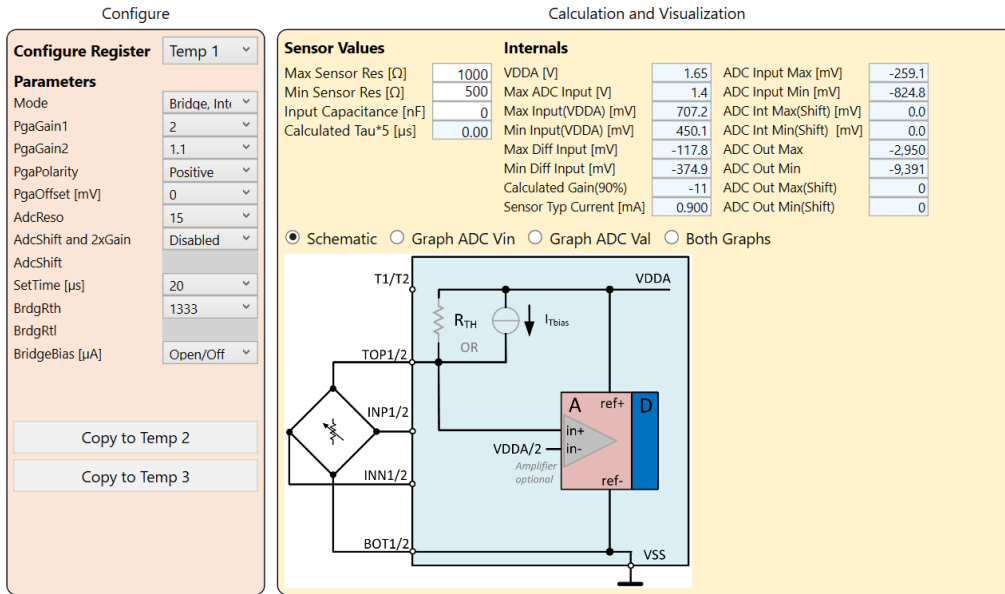 Configure
Calculation and Visualization
Configure Register Temp 1
Parameters
Mode Bridge, Inte
PgaGain1 2
PgaGain2 1.1
PgaPolarity Positive
PgaOffset [mV] 0
AdcReso 15
AdcShift and 2xGain Disabled
AdcShift
SetTime [µs] 20
BrdgRth 1333
BrdgRtl
BridgeBias [µA] Open/Off
Copy to Temp 2
Copy to Temp 3
Sensor Values
Max Sensor Res [Ω] 1000
Min Sensor Res [Ω] 500
Input Capacitance [nF] 0
Calculated Tau*5 [µs] 0.00
Internals
VDDA [V] 1.65
Max ADC Input [V] 1.4
Max Input(VDDA) [mV] 707.2
Min Input(VDDA) [mV] 450.1
Max Diff Input [mV] -117.8
Min Diff Input [mV] -374.9
Calculated Gain(90%) -11
Sensor Typ Current [mA] 0.900
ADC Input Max [mV] -259.1
ADC Input Min [mV] -824.8
ADC Int Max(Shift) [mV] 0.0
ADC Int Min(Shift) [mV] 0.0
ADC Out Max -2,950
ADC Out Min -9,391
ADC Out Max(Shift) 0
ADC Out Min(Shift) 0
Schematic Graph ADC Vin Graph ADC Val Both Graphs
T1/T2
VDDA
RTH
OR
ITbias
TOP1/2
INP1/2
INN1/2
BOT1/2
A
D
ref+
in+
in-
VDDA/2
Amplifier
optional
ref-
VSS